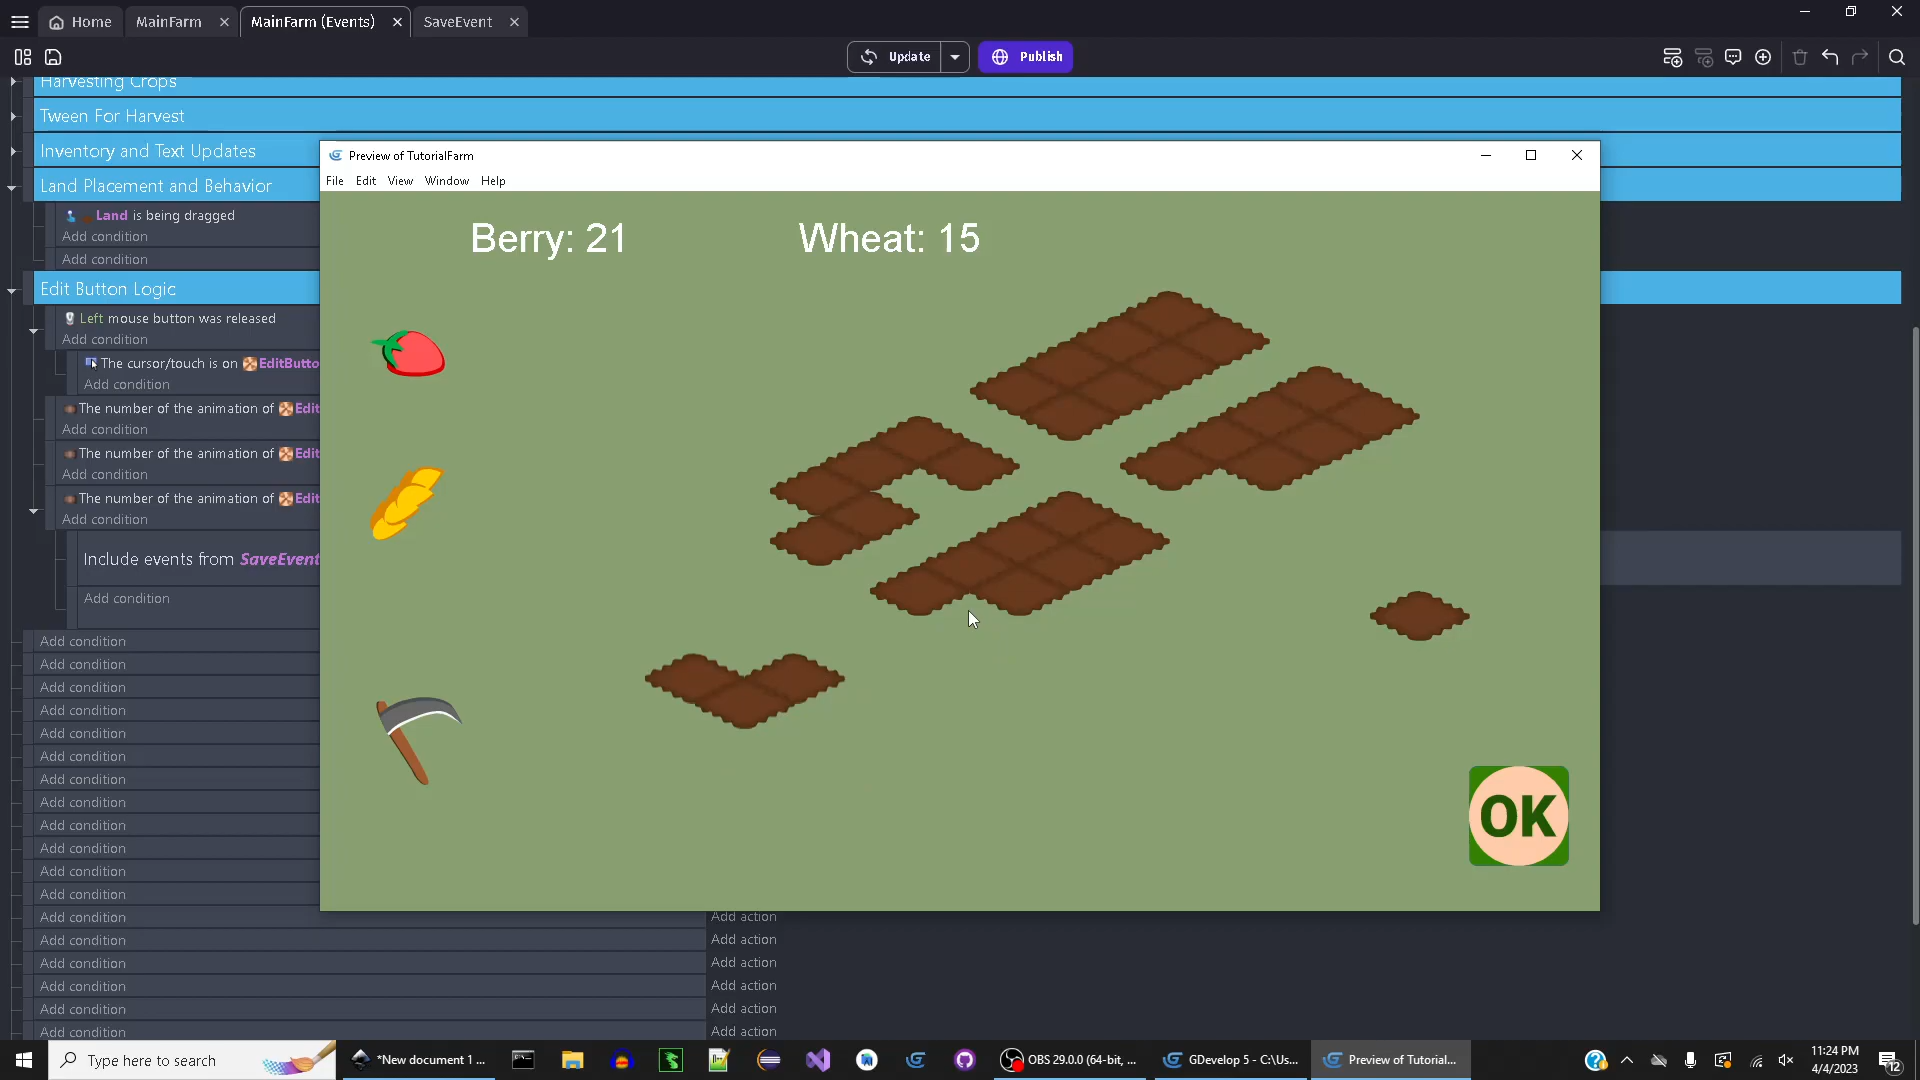 Home
MainFarm
MainFarm (Events)
SaveEvent
Update
Publish
Harvesting Crops
Tween For Harvest
Inventory and Text Updates
Land Placement and Behavior
Land is being dragged
Add condition
Add condition
Edit Button Logic
Left mouse button was released
Add condition
The cursor/touch is on EditButto
Add condition
The number of the animation of Edit
Add condition
The number of the animation of Edit
Add condition
The number of the animation of Edit
Add condition
Include events from SaveEvent
Add condition
Add condition
Add condition
Add condition
Add condition
Add condition
Add condition
Add condition
Add condition
Add condition
Add condition
Add condition
Add condition
Add condition
Add action
Add condition
Add action
Add condition
Add action
Add condition
Add action
Add condition
Add action
Add condition
Add action
Preview of TutorialFarm
File Edit View Window Help
Berry: 21
Wheat: 15
OK
Type here to search
*New document 1 ...
OBS 29.0.0 (64-bit, ...
GDevelop 5 - C:\Us...
Preview of Tutorial...
11:24 PM
4/4/2023
12